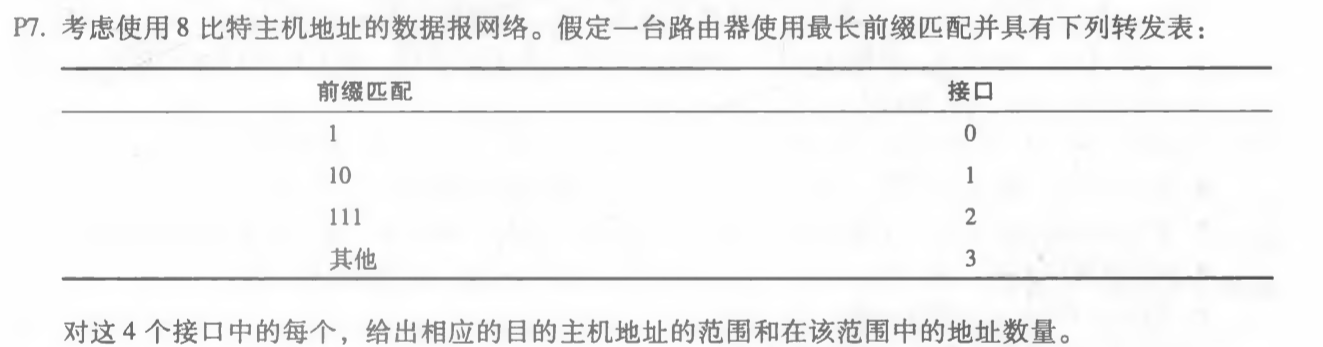 P7. 考虑使用 8 比特主机地址的数据报网络。假定一台路由器使用最长前缀匹配并具有下列转发表：
前缀匹配 接口
1 0
10 1
111 2
其他 3
对这 4 个接口中的每个，给出相应的目的主机地址的范围和在该范围中的地址数量。